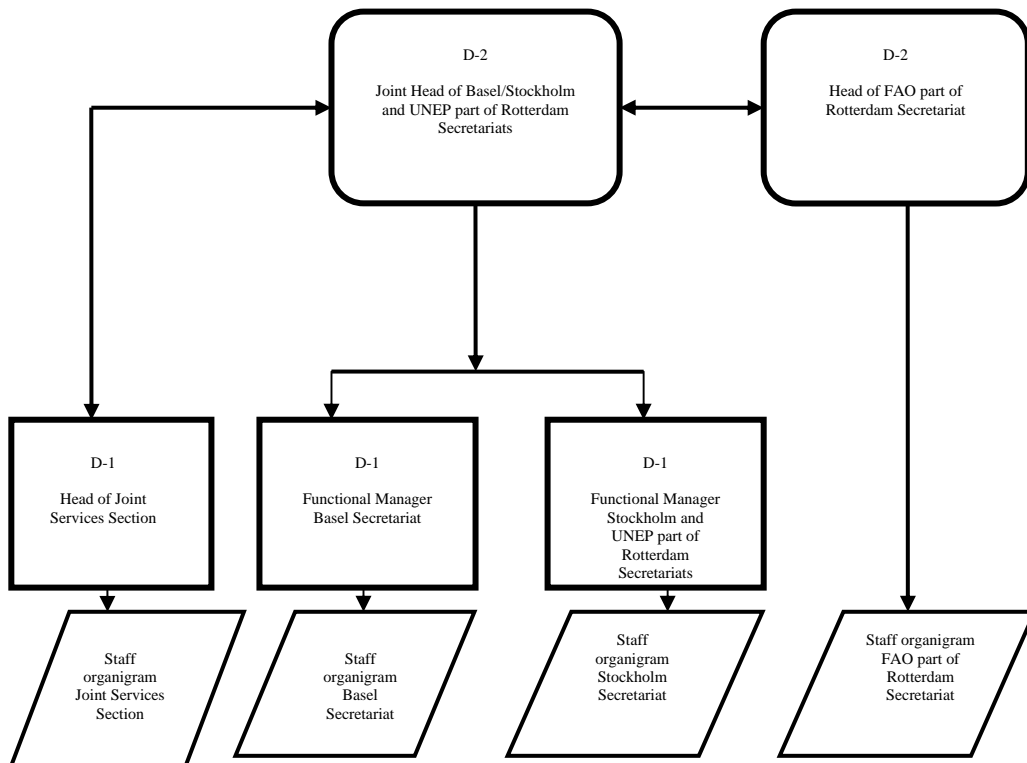 D-2
Joint Head of Basel/Stockholm
and UNEP part of Rotterdam
Secretariats
D-2
Head of FAO part of
Rotterdam Secretariat
D-1
Head of Joint
Services Section
D-1
Functional Manager
Basel Secretariat
D-1
Functional Manager
Stockholm and
UNEP part of
Rotterdam
Secretariats
Staff
organigram
Joint Services
Section
Staff
organigram
Basel
Secretariat
Staff
organigram
Stockholm
Secretariat
Staff organigram
FAO part of
Rotterdam
Secretariat